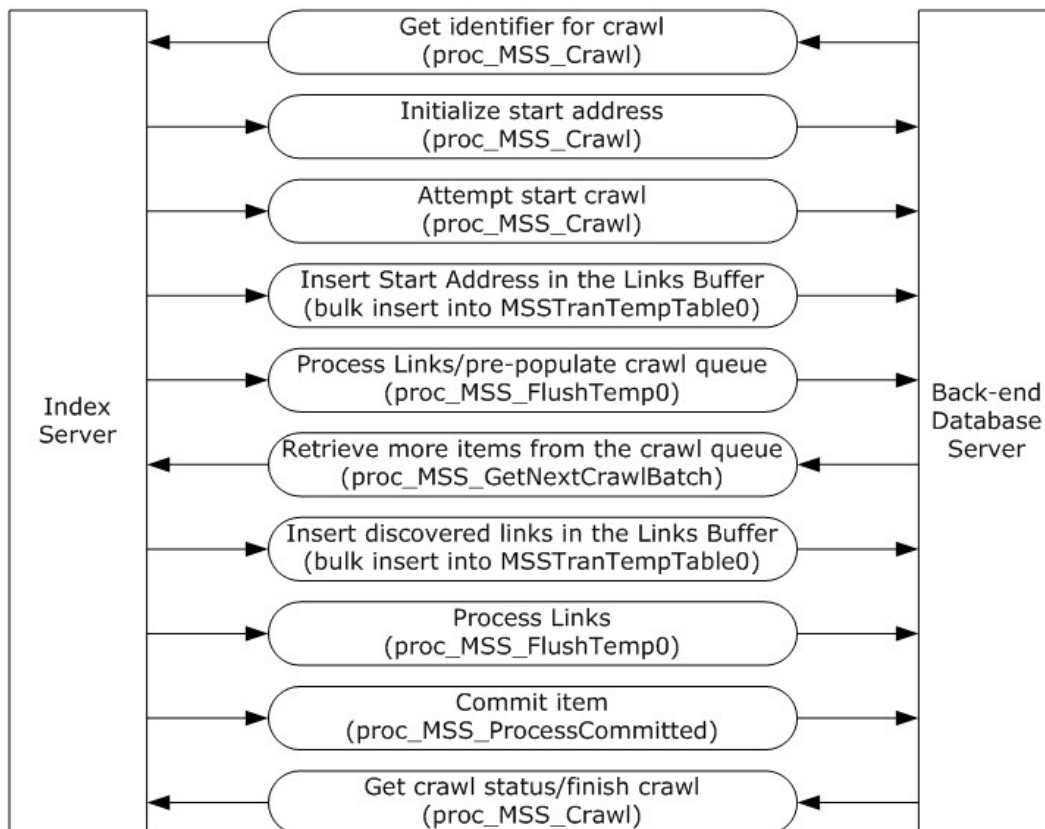 Get identifier for crawl
(proc_MSS_Crawl)
Initialize start address
(proc_MSS_Crawl)
Attempt start crawl
(proc_MSS_Crawl)
Insert Start Address in the Links Buffer
(bulk insert into MSSTranTempTable0)
Process Links/pre-populate crawl queue
(proc_MSS_FlushTemp0)
Index
Server
Back-end
Database
Server
Retrieve more items from the crawl queue
(proc_MSS_GetNextCrawlBatch)
Insert discovered links in the Links Buffer
(bulk insert into MSSTranTempTable0)
Process Links
(proc_MSS_FlushTemp0)
Commit item
(proc_MSS_ProcessCommitted)
Get crawl status/finish crawl
(proc_MSS_Crawl)